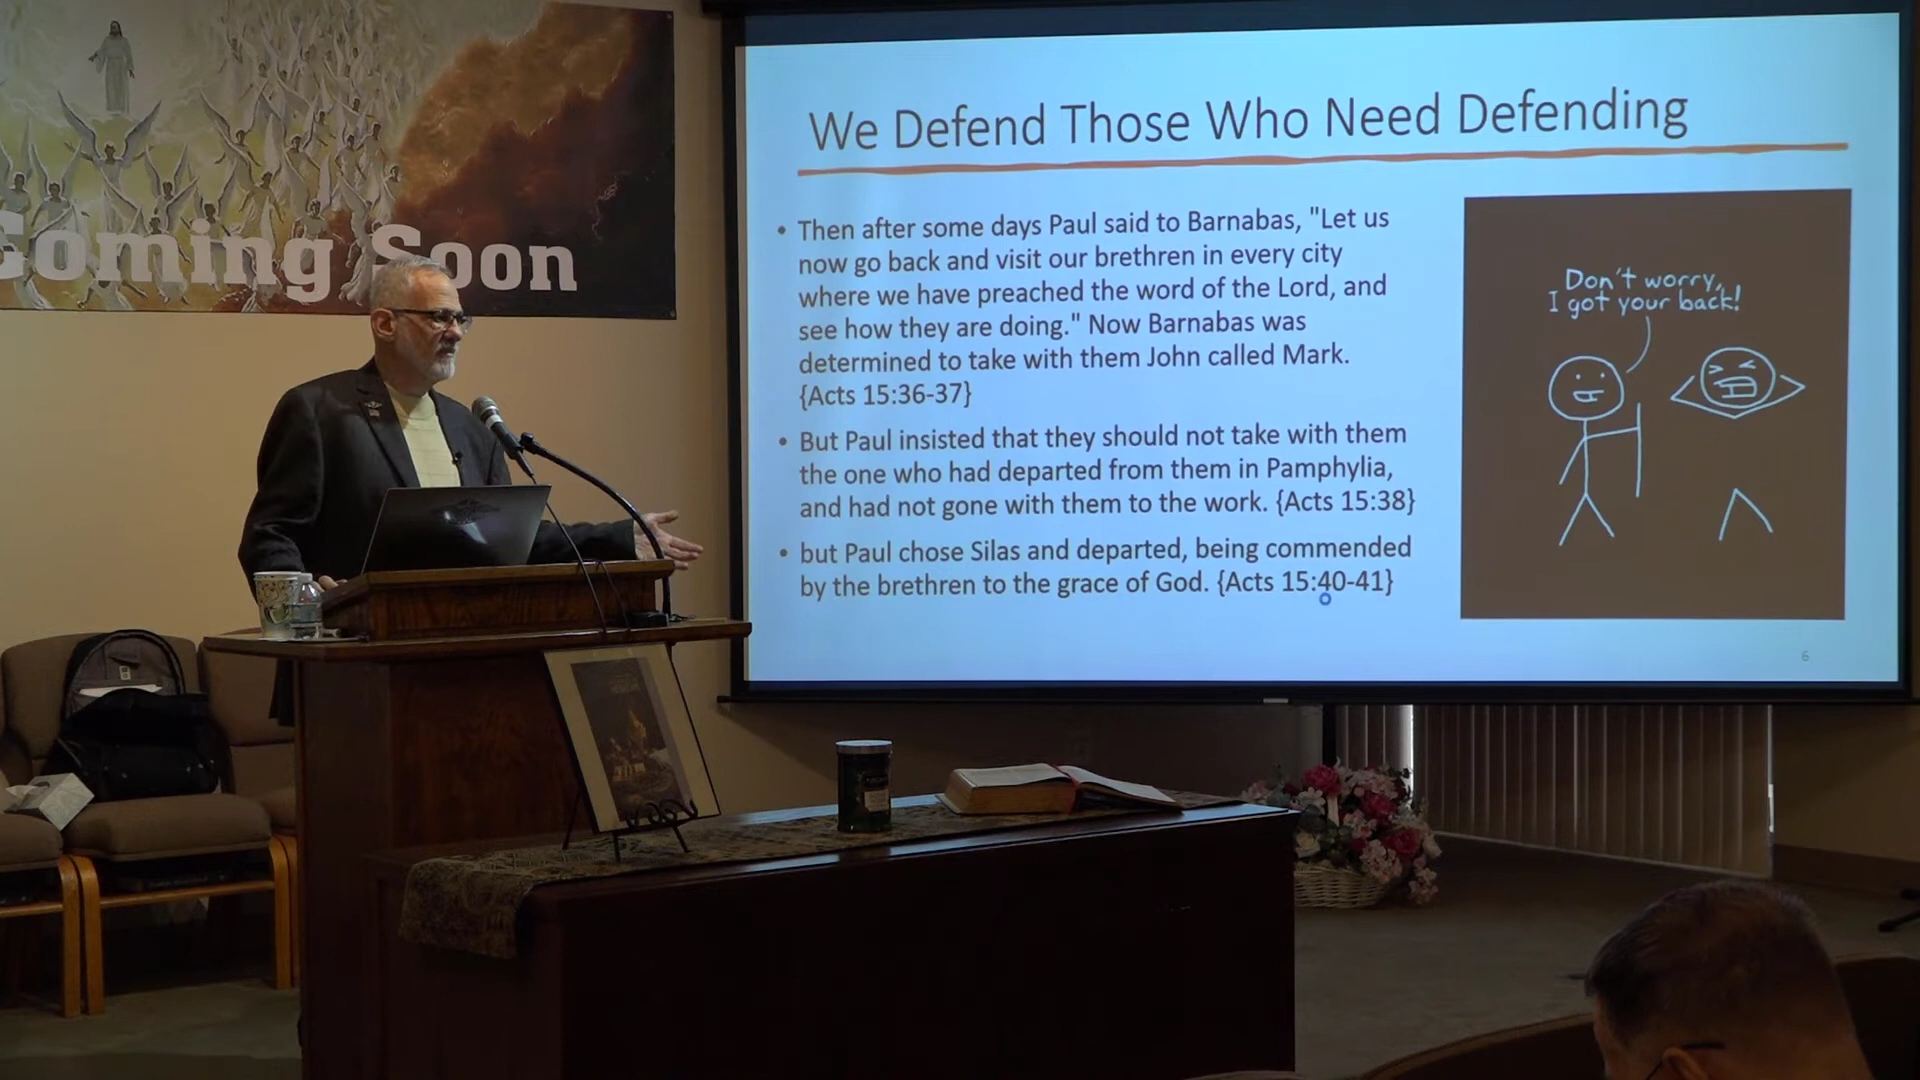 Coming Soon
We Defend Those Who Need Defending
• Then after some days Paul said to Barnabas, "Let us
now go back and visit our brethren in every city
where we have preached the word of the Lord, and
see how they are doing." Now Barnabas was
determined to take with them John called Mark.
{Acts 15:36-37}
• But Paul insisted that they should not take with them
the one who had departed from them in Pamphylia,
and had not gone with them to the work. {Acts 15:38}
• but Paul chose Silas and departed, being commended
by the brethren to the grace of God. {Acts 15:40-41}
Don't worry,
I got your back!
6